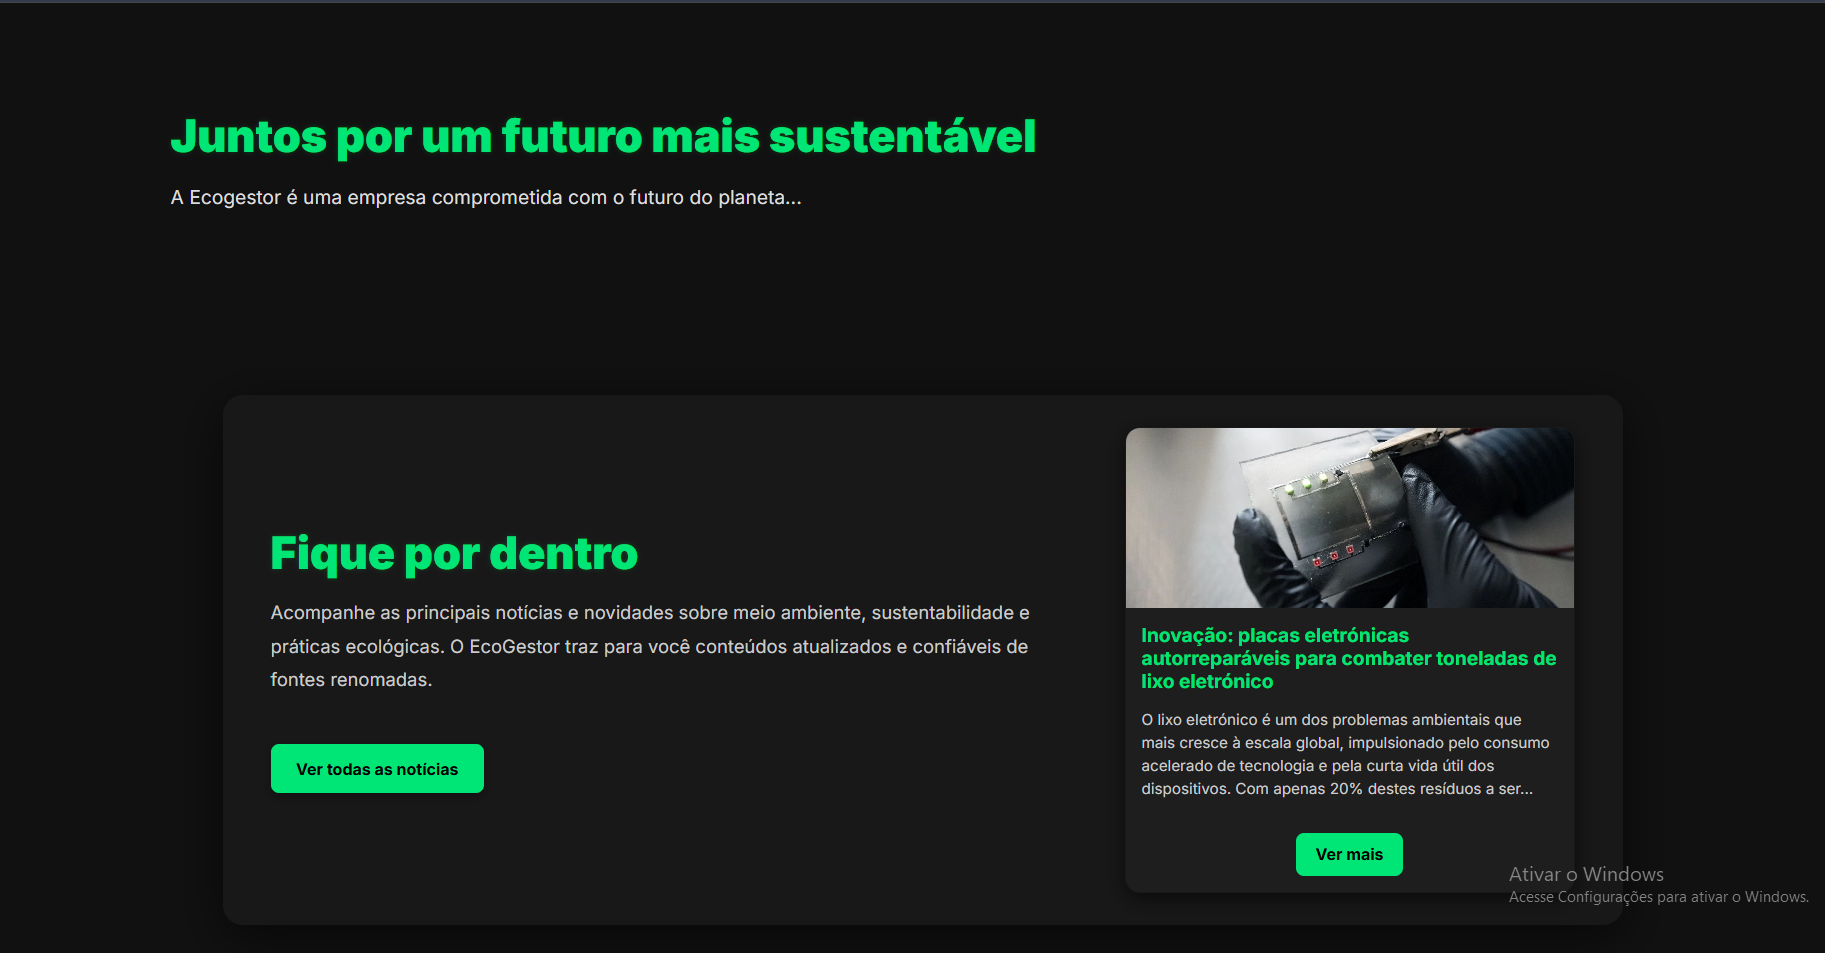 Juntos por um futuro mais sustentável
A Ecogestor é uma empresa comprometida com o futuro do planeta...
Fique por dentro
Acompanhe as principais notícias e novidades sobre meio ambiente, sustentabilidade e
práticas ecológicas. O EcoGestor traz para você conteúdos atualizados e confiáveis de
fontes renomadas.
Ver todas as notícias
Inovação: placas eletrónicas
autorreparáveis para combater toneladas de
lixo eletrónico
O lixo eletrónico é um dos problemas ambientais que
mais cresce à escala global, impulsionado pelo consumo
acelerado de tecnologia e pela curta vida útil dos
dispositivos. Com apenas 20% destes resíduos a ser...
Ver mais
Ativar o Windows
Acesse Configurações para ativar o Windows.